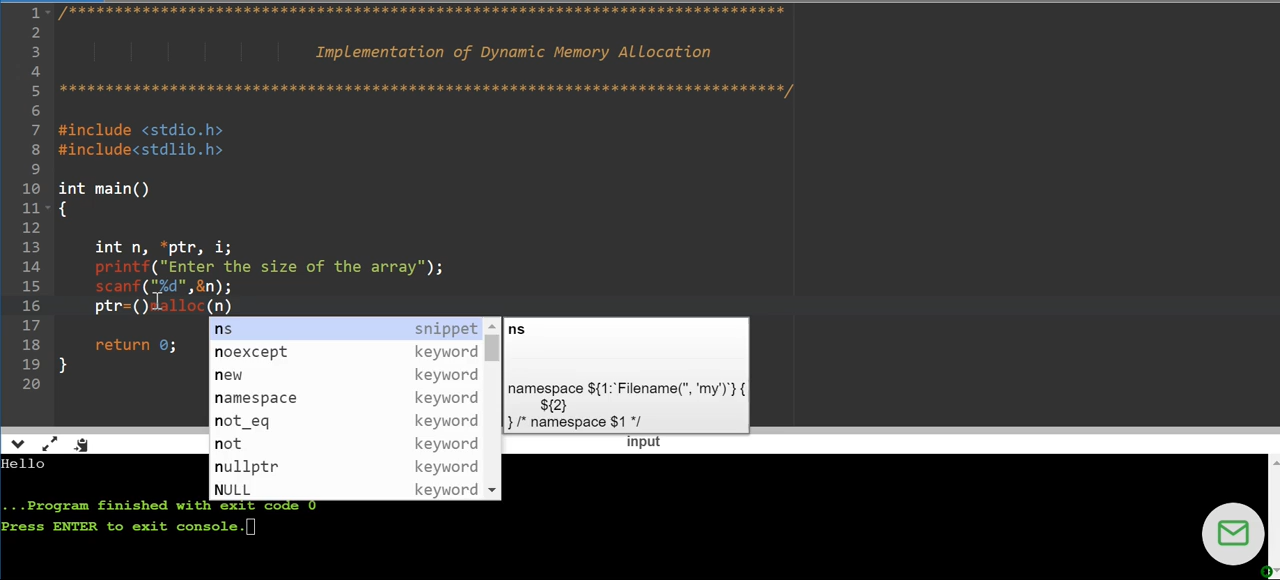 1 /******************************************************************************
2
3 Implementation of Dynamic Memory Allocation
4
5 *******************************************************************************/
6
7 #include <stdio.h>
8 #include<stdlib.h>
9
10 int main()
11 {
12
13 int n, *ptr, i;
14 printf("Enter the size of the array");
15 scanf("%d",&n);
16 ptr=()malloc(n)
17
18 return 0;
19 }
20
ns snippet
noexcept keyword
new keyword
namespace keyword
not_eq keyword
not keyword
nullptr keyword
NULL keyword
ns
namespace ${1:`Filename('', 'my')`} {
${2}
} /* namespace $1 */
input
Hello
...Program finished with exit code 0
Press ENTER to exit console.